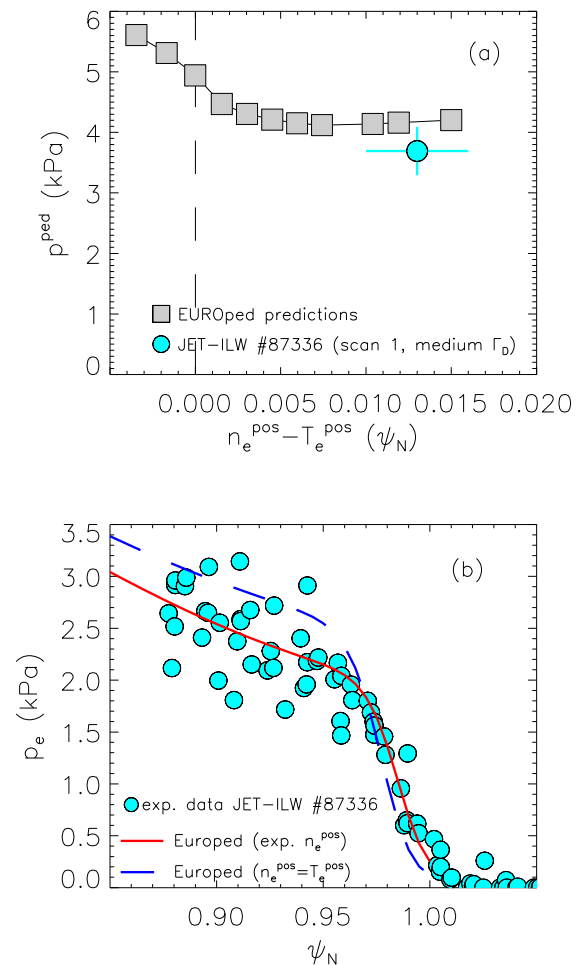 6
(a)
5
4
3
2
1
0
p^ped (kPa)
EUROped predictions
JET-ILW #87336 (scan 1, medium Γ_D)
0.000 0.005 0.010 0.015 0.020
n_e^pos-T_e^pos (ψ_N)
3.5
(b)
3.0
2.5
2.0
1.5
1.0
0.5
0.0
p_e (kPa)
exp. data JET-ILW #87336
Europed (exp. n_e^pos)
Europed (n_e^pos=T_e^pos)
0.90 0.95 1.00
ψ_N